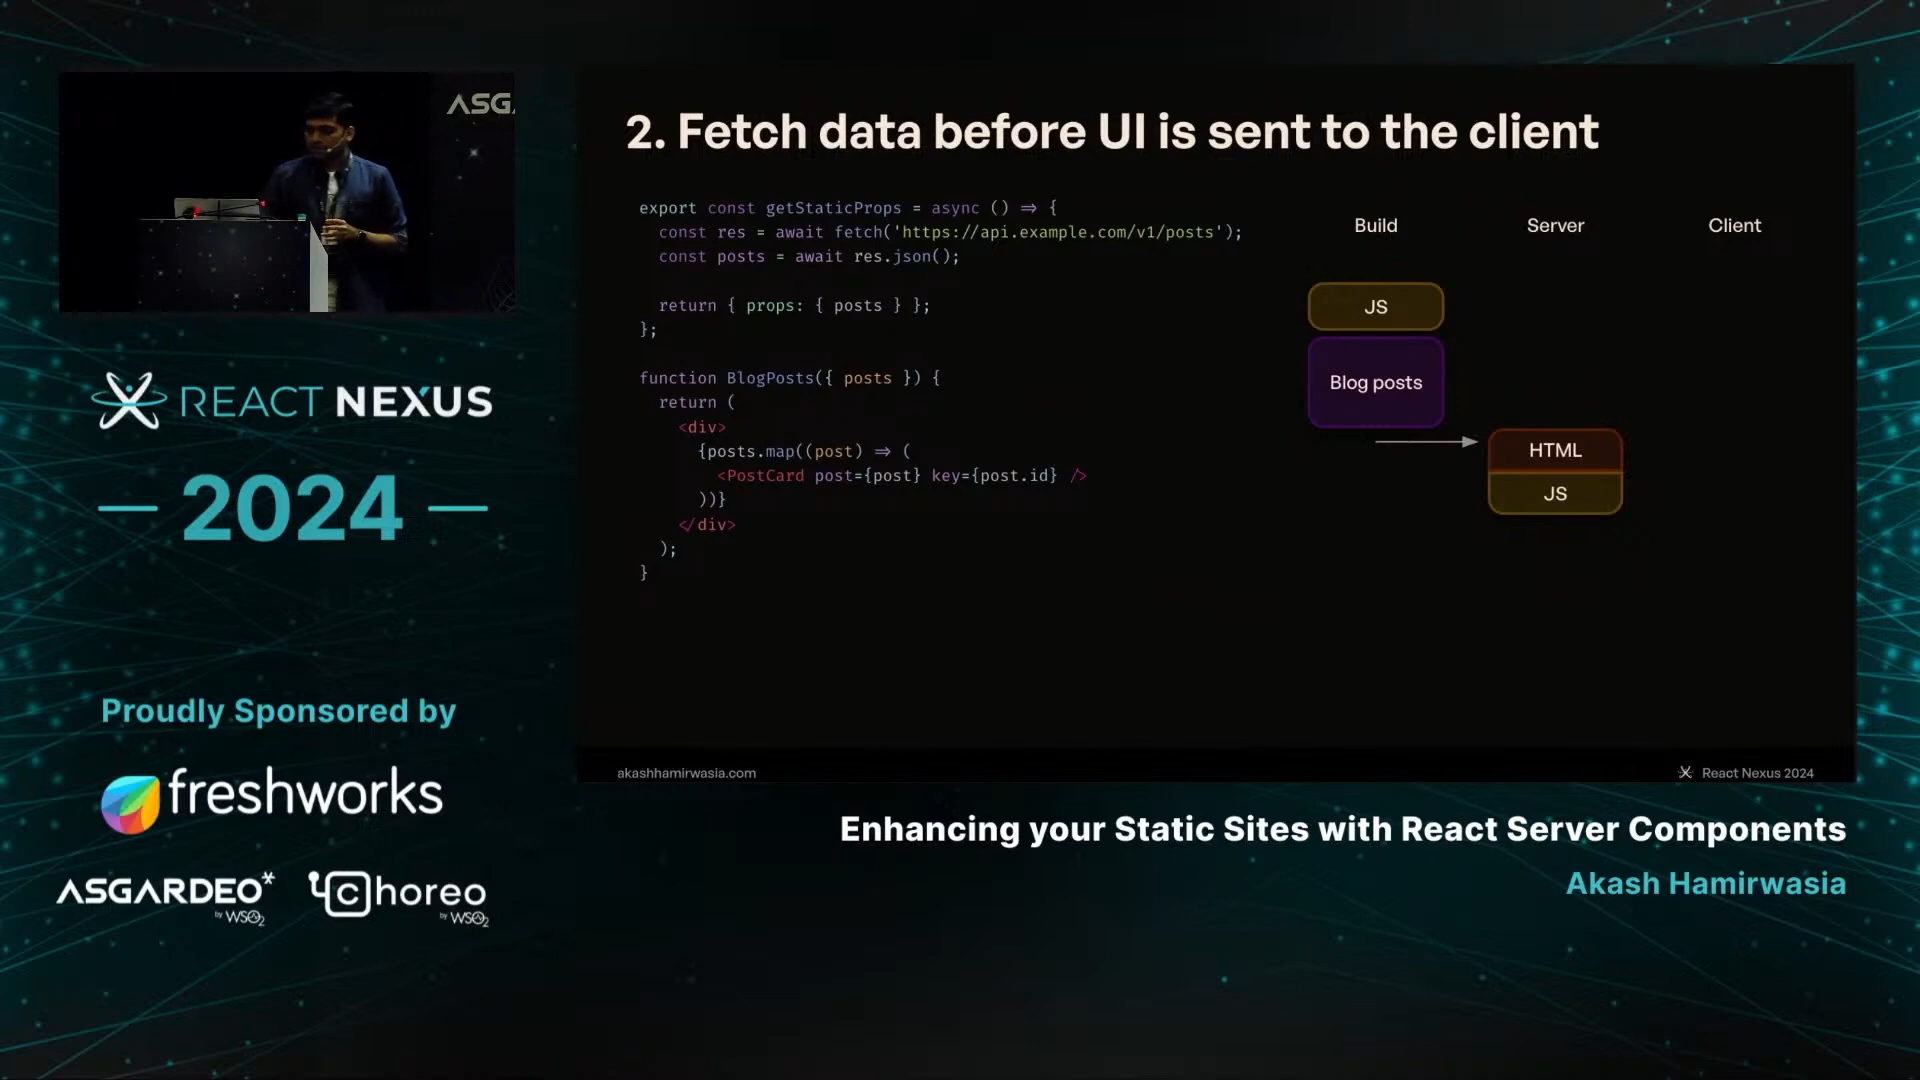 ASG
REACT NEXUS
2024
Proudly Sponsored by
freshworks
ASGARDEO
by WSO2
choreo
by WSO2
2. Fetch data before UI is sent to the client
export const getStaticProps = async () => {
  const res = await fetch('https://api.example.com/v1/posts');
  const posts = await res.json();
  return { props: { posts } };
};
function BlogPosts({ posts }) {
  return (
    <div>
      {posts.map((post) => (
        <PostCard post={post} key={post.id} />
      ))}
    </div>
  );
}
Build
Server
Client
JS
Blog posts
HTML
JS
akashhamirwasia.com
React Nexus 2024
Enhancing your Static Sites with React Server Components
Akash Hamirwasia